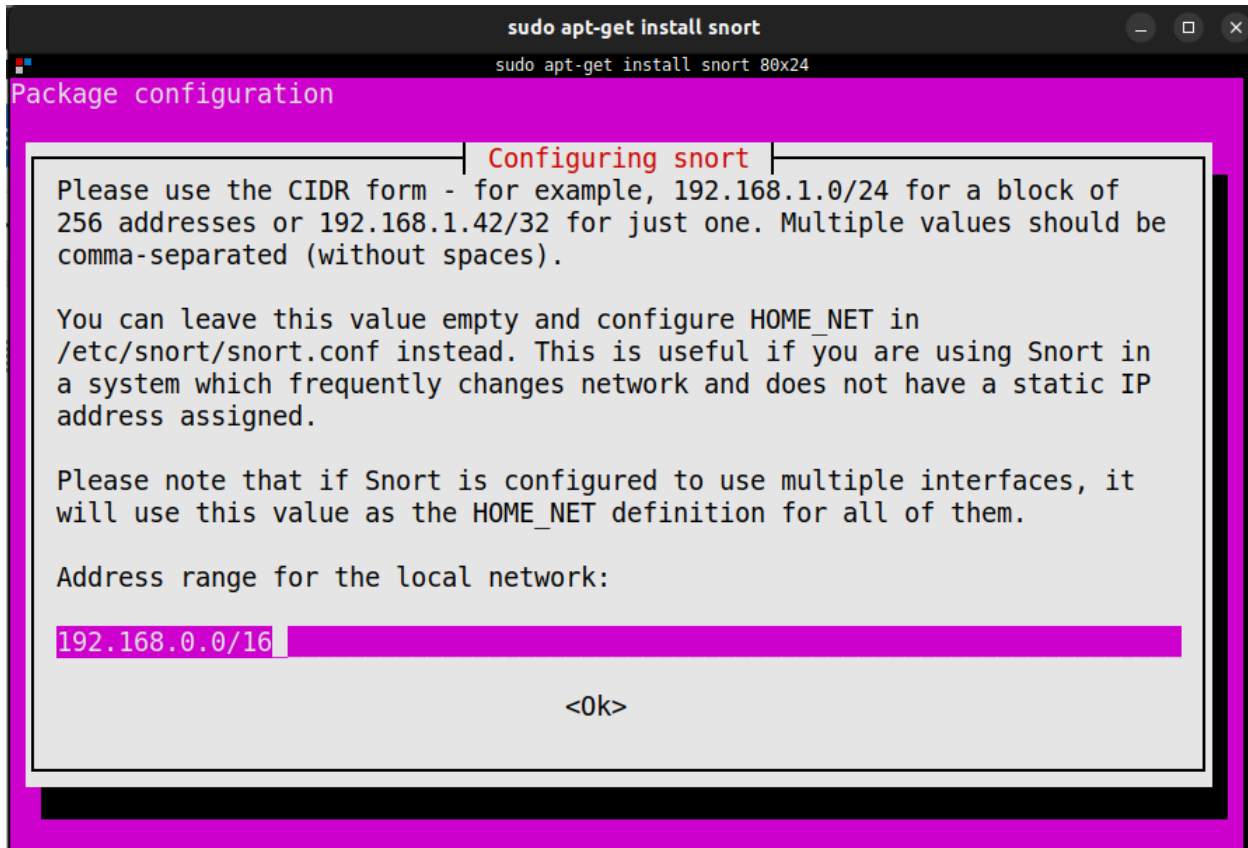 sudo apt-get install snort
sudo apt-get install snort 80x24
Package configuration
Configuring snort
Please use the CIDR form - for example, 192.168.1.0/24 for a block of
256 addresses or 192.168.1.42/32 for just one. Multiple values should be
comma-separated (without spaces).
You can leave this value empty and configure HOME_NET in
/etc/snort/snort.conf instead. This is useful if you are using Snort in
a system which frequently changes network and does not have a static IP
address assigned.
Please note that if Snort is configured to use multiple interfaces, it
will use this value as the HOME_NET definition for all of them.
Address range for the local network:
192.168.0.0/16
<Ok>